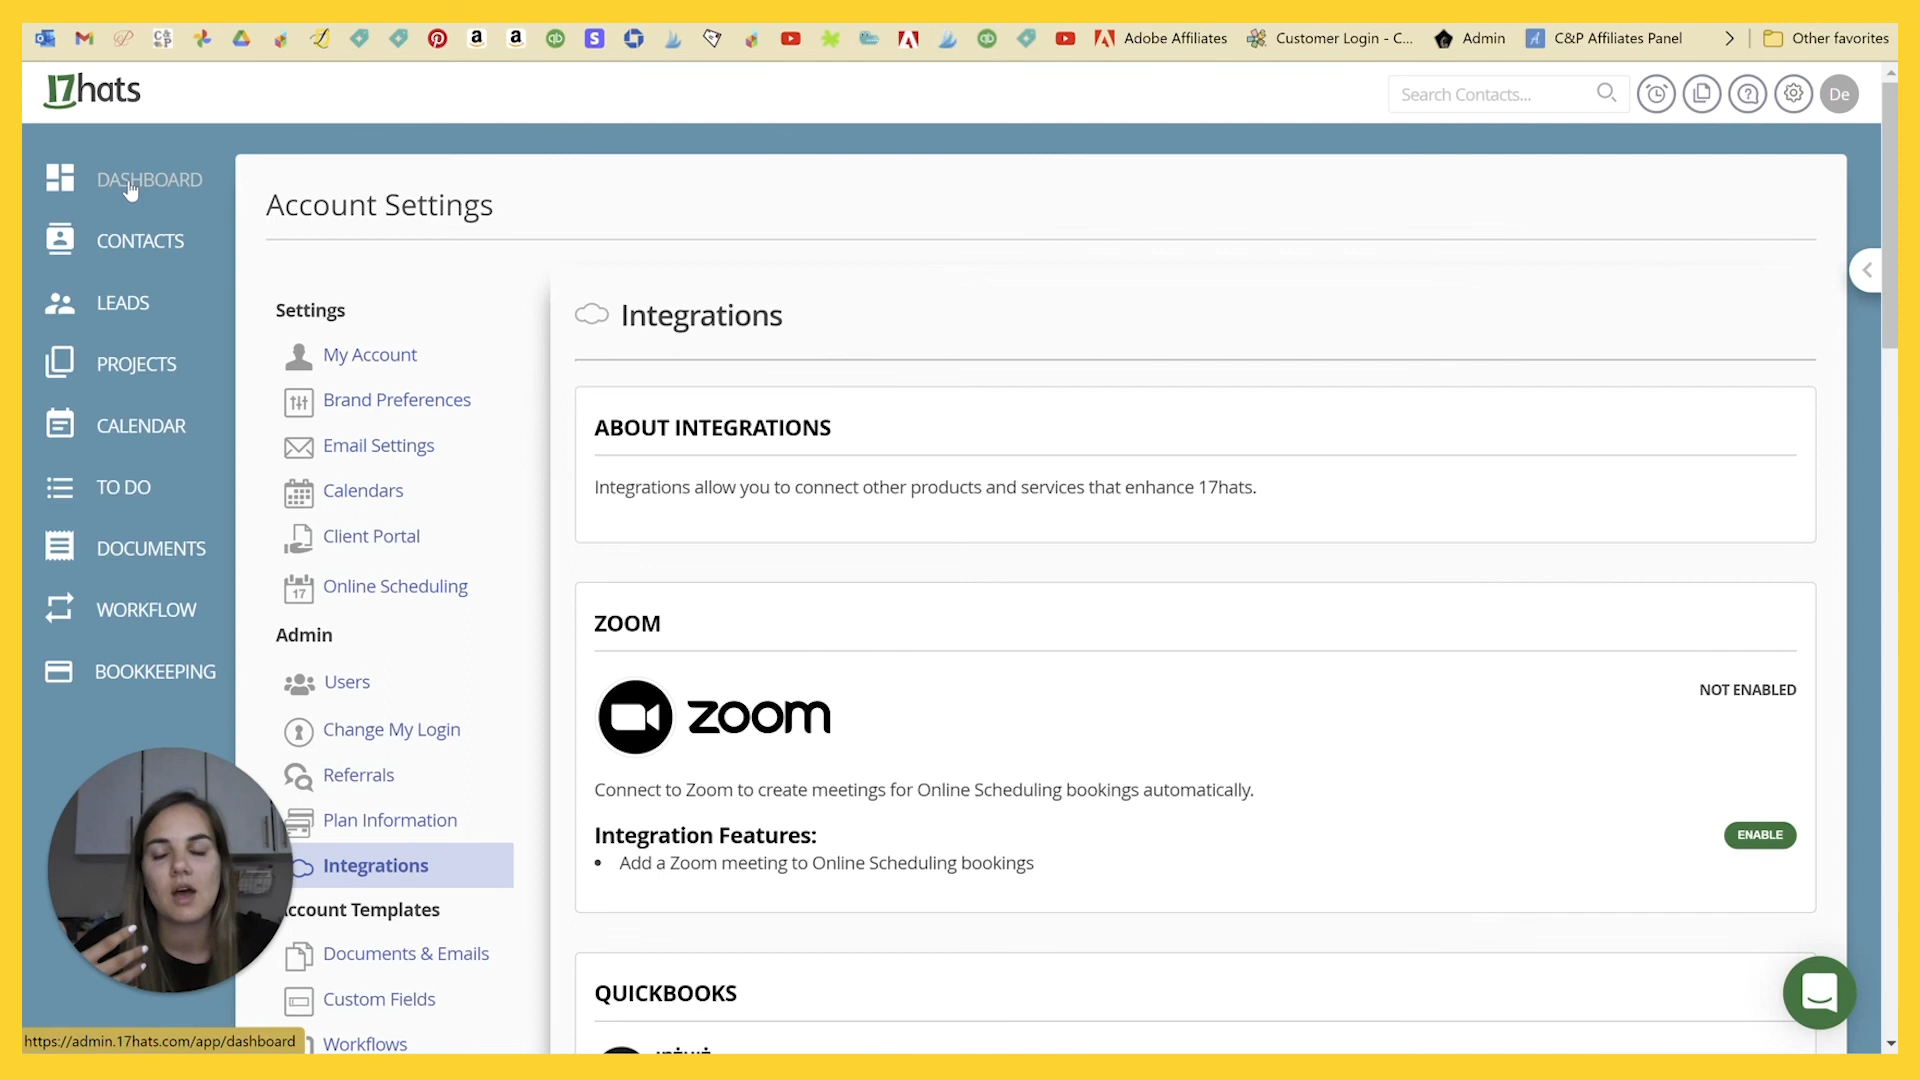 Adobe Affiliates
Customer Login - C...
Admin
C&P Affiliates Panel
Other favorites
17hats
Search Contacts...
De
DASHBOARD
CONTACTS
LEADS
PROJECTS
CALENDAR
TO DO
DOCUMENTS
WORKFLOW
BOOKKEEPING
Account Settings
Settings
My Account
Brand Preferences
Email Settings
Calendars
Client Portal
17
Online Scheduling
Admin
Users
Change My Login
Referrals
Plan Information
Integrations
ccount Templates
Documents & Emails
Custom Fields
Workflows
Integrations
ABOUT INTEGRATIONS
Integrations allow you to connect other products and services that enhance 17hats.
ZOOM
zoom
NOT ENABLED
Connect to Zoom to create meetings for Online Scheduling bookings automatically.
Integration Features:
ENABLE
• Add a Zoom meeting to Online Scheduling bookings
QUICKBOOKS
https://admin.17hats.com/app/dashboard